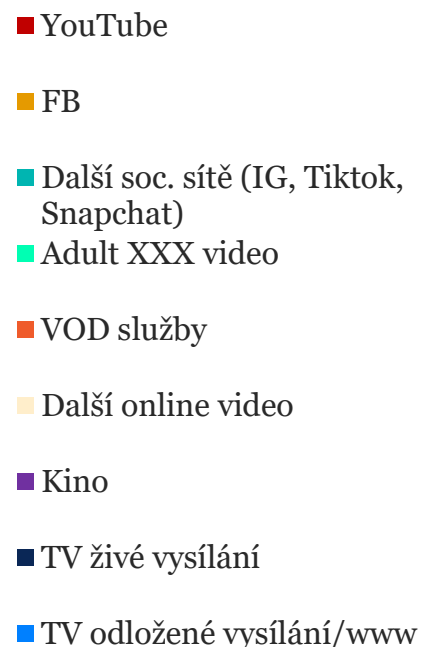 YouTube
FB
Další soc. sítě (IG, Tiktok,
Snapchat)
Adult XXX video
VOD služby
Další online video
Kino
TV živé vysílání
TV odložené vysílání/www